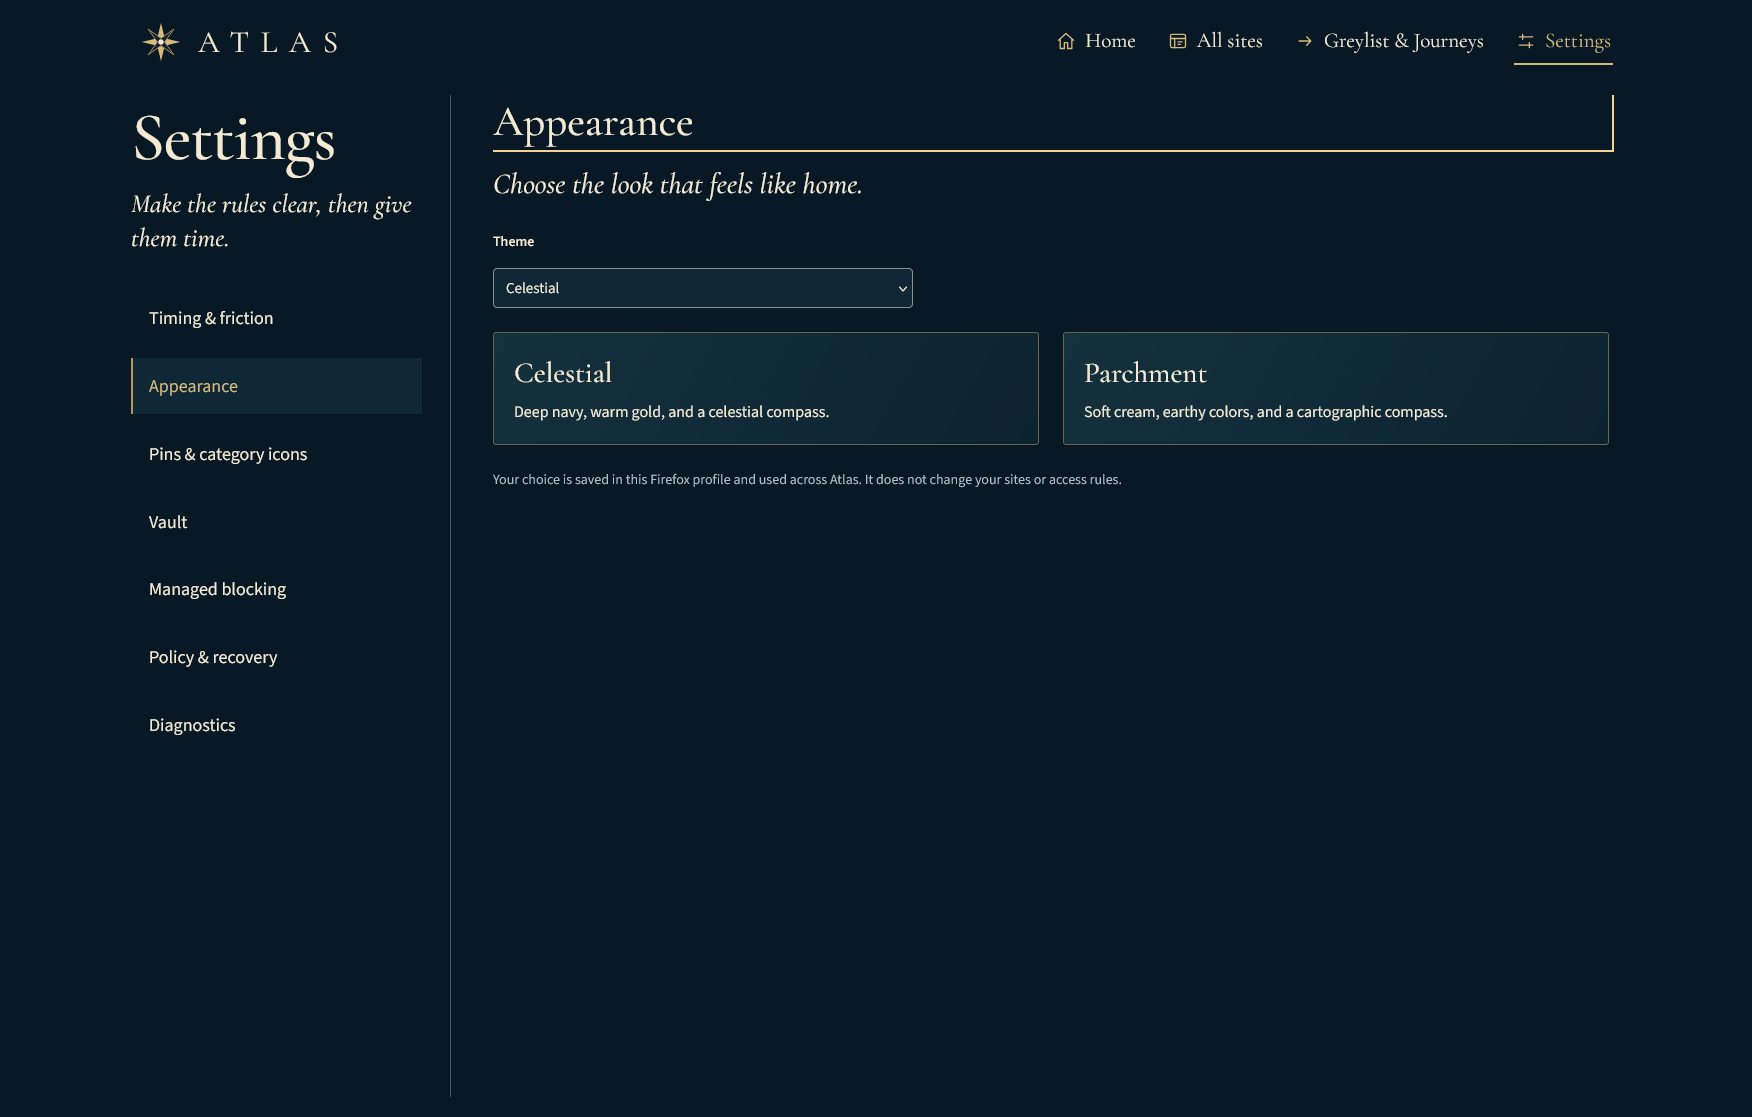 ATLAS
Home
All sites
Greylist & Journeys
Settings
Settings
Make the rules clear, then give
them time.
Timing & friction
Appearance
Pins & category icons
Vault
Managed blocking
Policy & recovery
Diagnostics
Appearance
Choose the look that feels like home.
Theme
Celestial
Celestial
Deep navy, warm gold, and a celestial compass.
Parchment
Soft cream, earthy colors, and a cartographic compass.
Your choice is saved in this Firefox profile and used across Atlas. It does not change your sites or access rules.